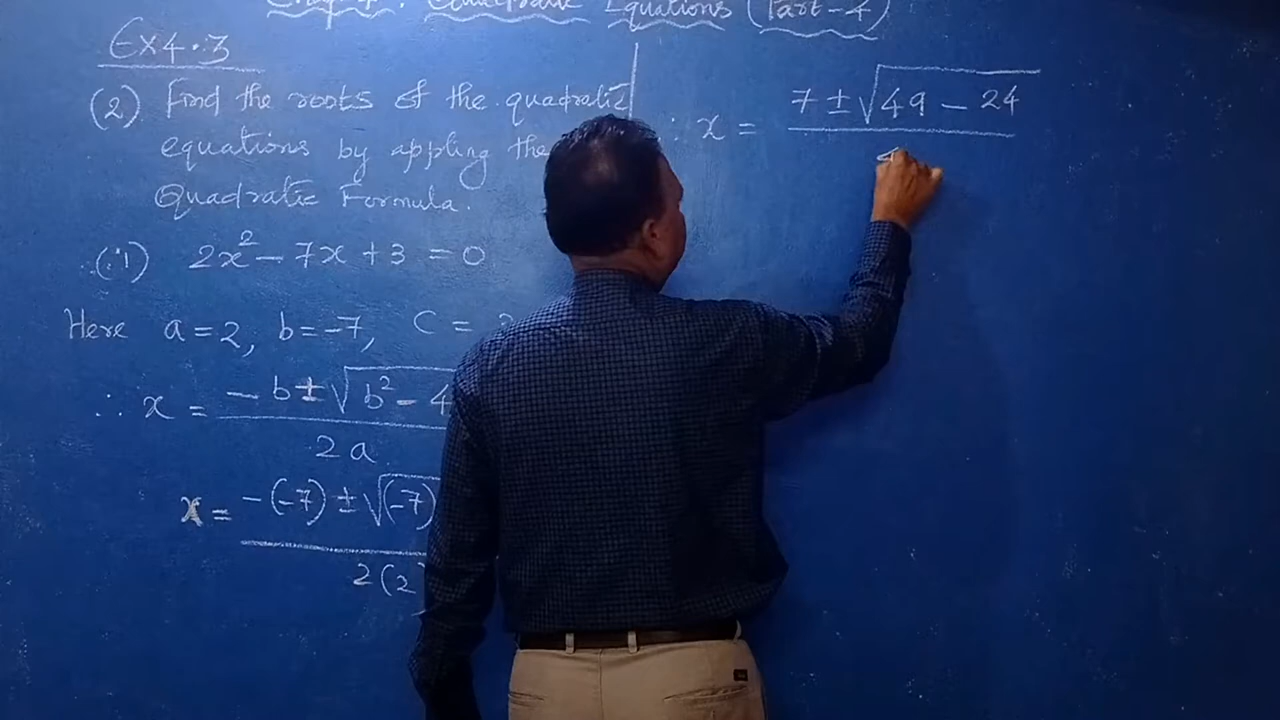 Equations (Part-4)
Ex 4.3
(2) Find the roots of the quadratic
equations by appling the
Quadratic Formula.
(i) 2x² - 7x + 3 = 0
Here a = 2, b = -7, C =
∴ x = - b ± √b² - 4
2a
x = -(-7) ± √(-7)
2(2
∴ x = 7 ± √49 - 24
4